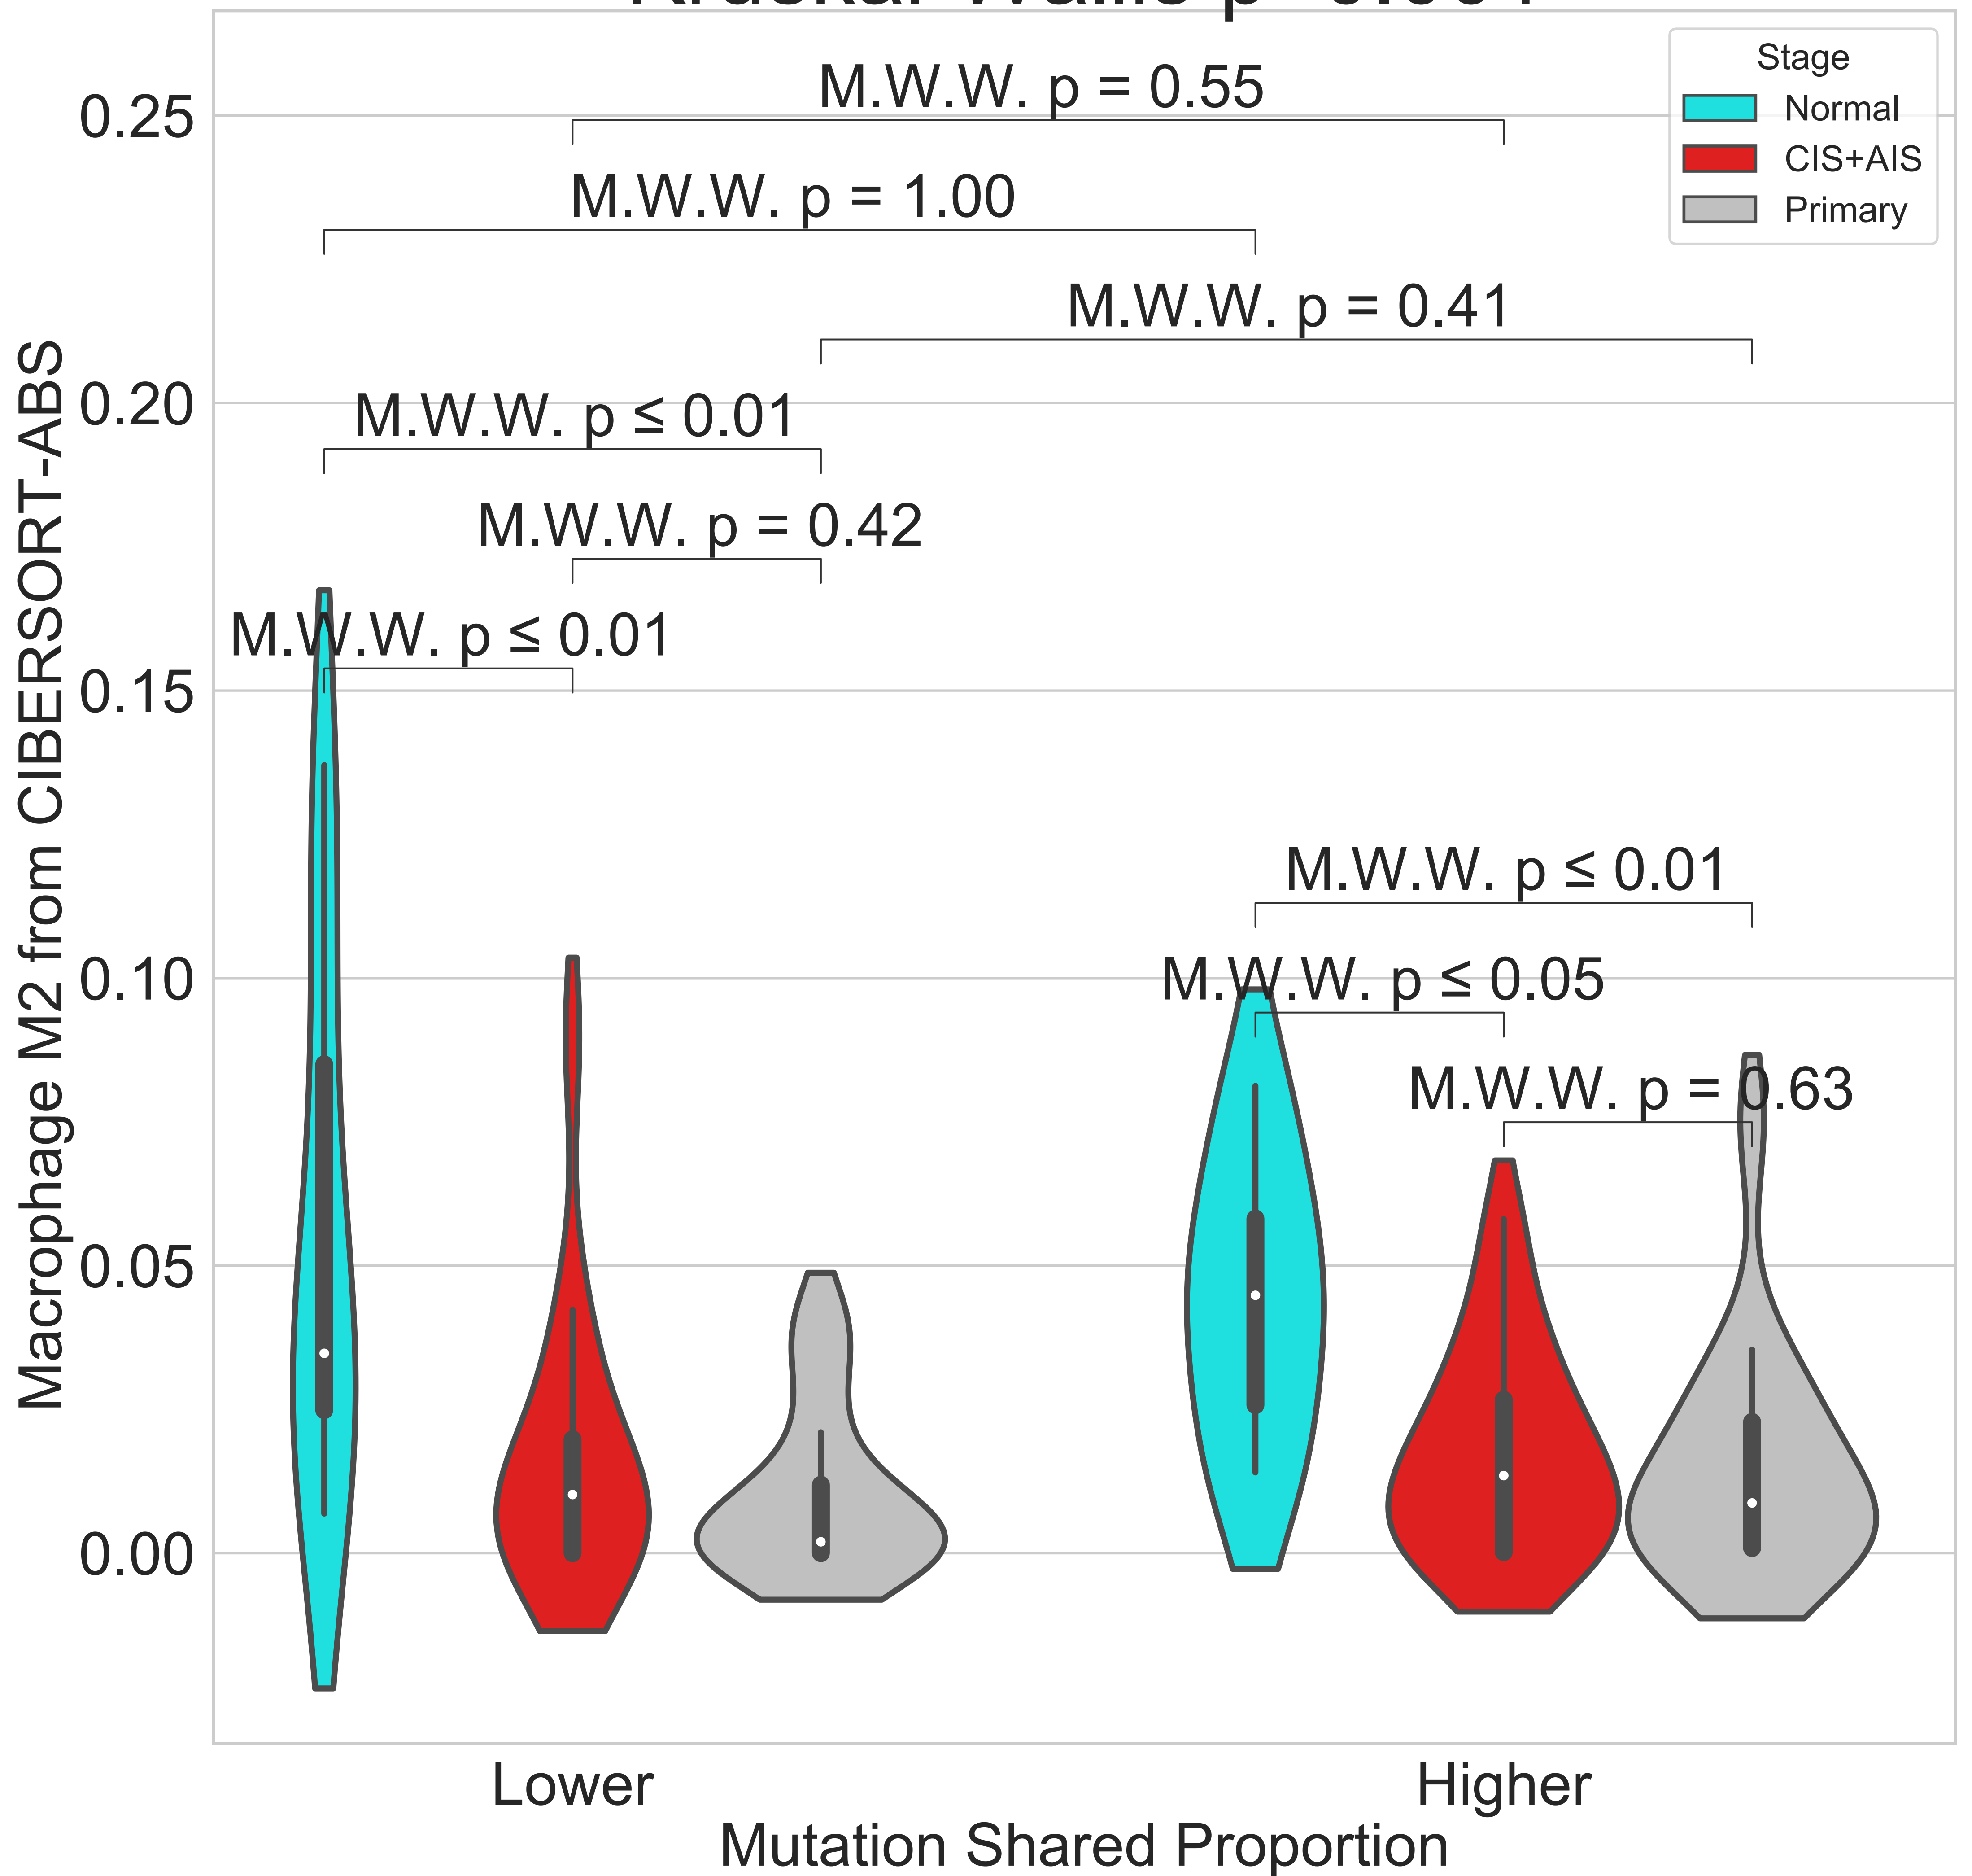 Stage
Normal
CIS+AIS
Primary
M.W.W. p = 0.55
M.W.W. p = 1.00
M.W.W. p = 0.41
M.W.W. p ≤ 0.01
M.W.W. p = 0.42
M.W.W. p ≤ 0.01
M.W.W. p ≤ 0.01
M.W.W. p ≤ 0.05
M.W.W. p = 0.63
0.25
0.20
0.15
0.10
0.05
0.00
Macrophage M2 from CIBERSORT-ABS
Lower
Higher
Mutation Shared Proportion